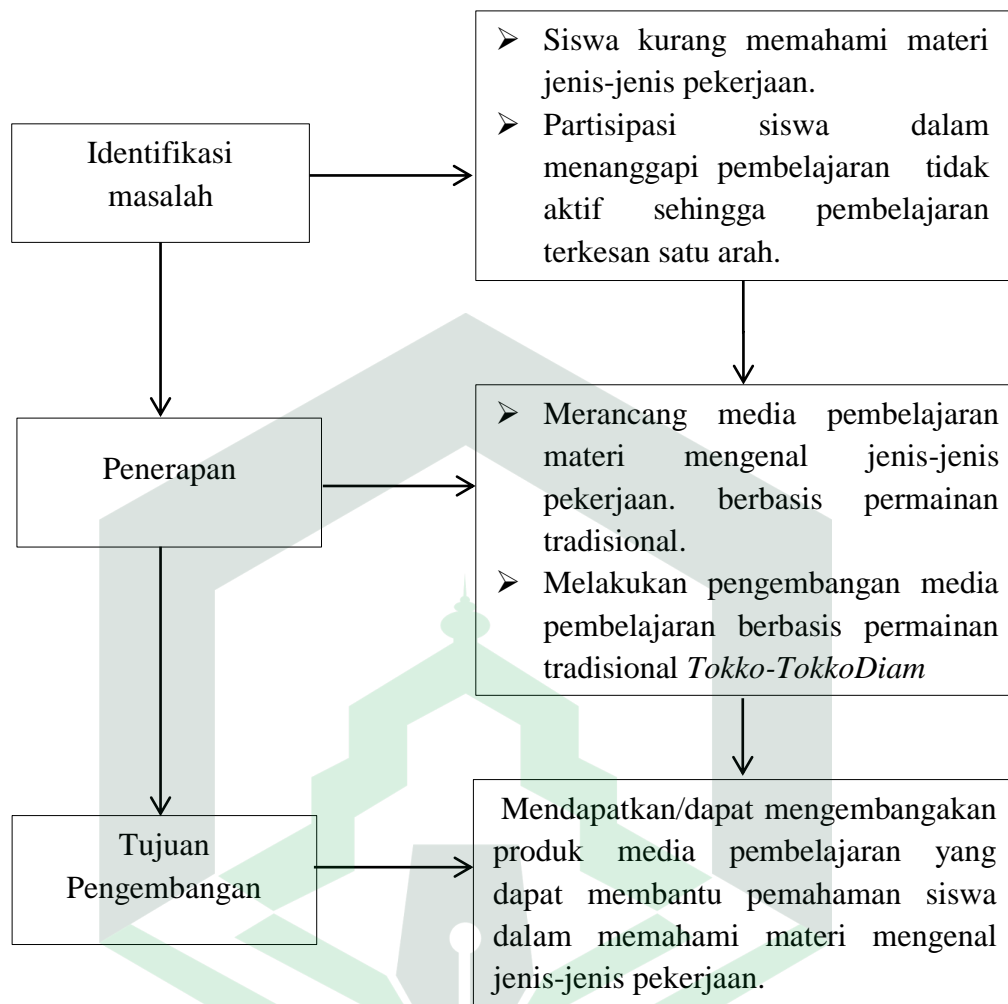 Identifikasi
masalah
➢ Siswa kurang memahami materi
jenis-jenis pekerjaan.
➢ Partisipasi siswa dalam
menanggapi pembelajaran tidak
aktif sehingga pembelajaran
terkesan satu arah.
Penerapan
➢ Merancang media pembelajaran
materi mengenal jenis-jenis
pekerjaan. berbasis permainan
tradisional.
➢ Melakukan pengembangan media
pembelajaran berbasis permainan
tradisional Tokko-TokkoDiam
Tujuan
Pengembangan
Mendapatkan/dapat mengembangakan
produk media pembelajaran yang
dapat membantu pemahaman siswa
dalam memahami materi mengenal
jenis-jenis pekerjaan.